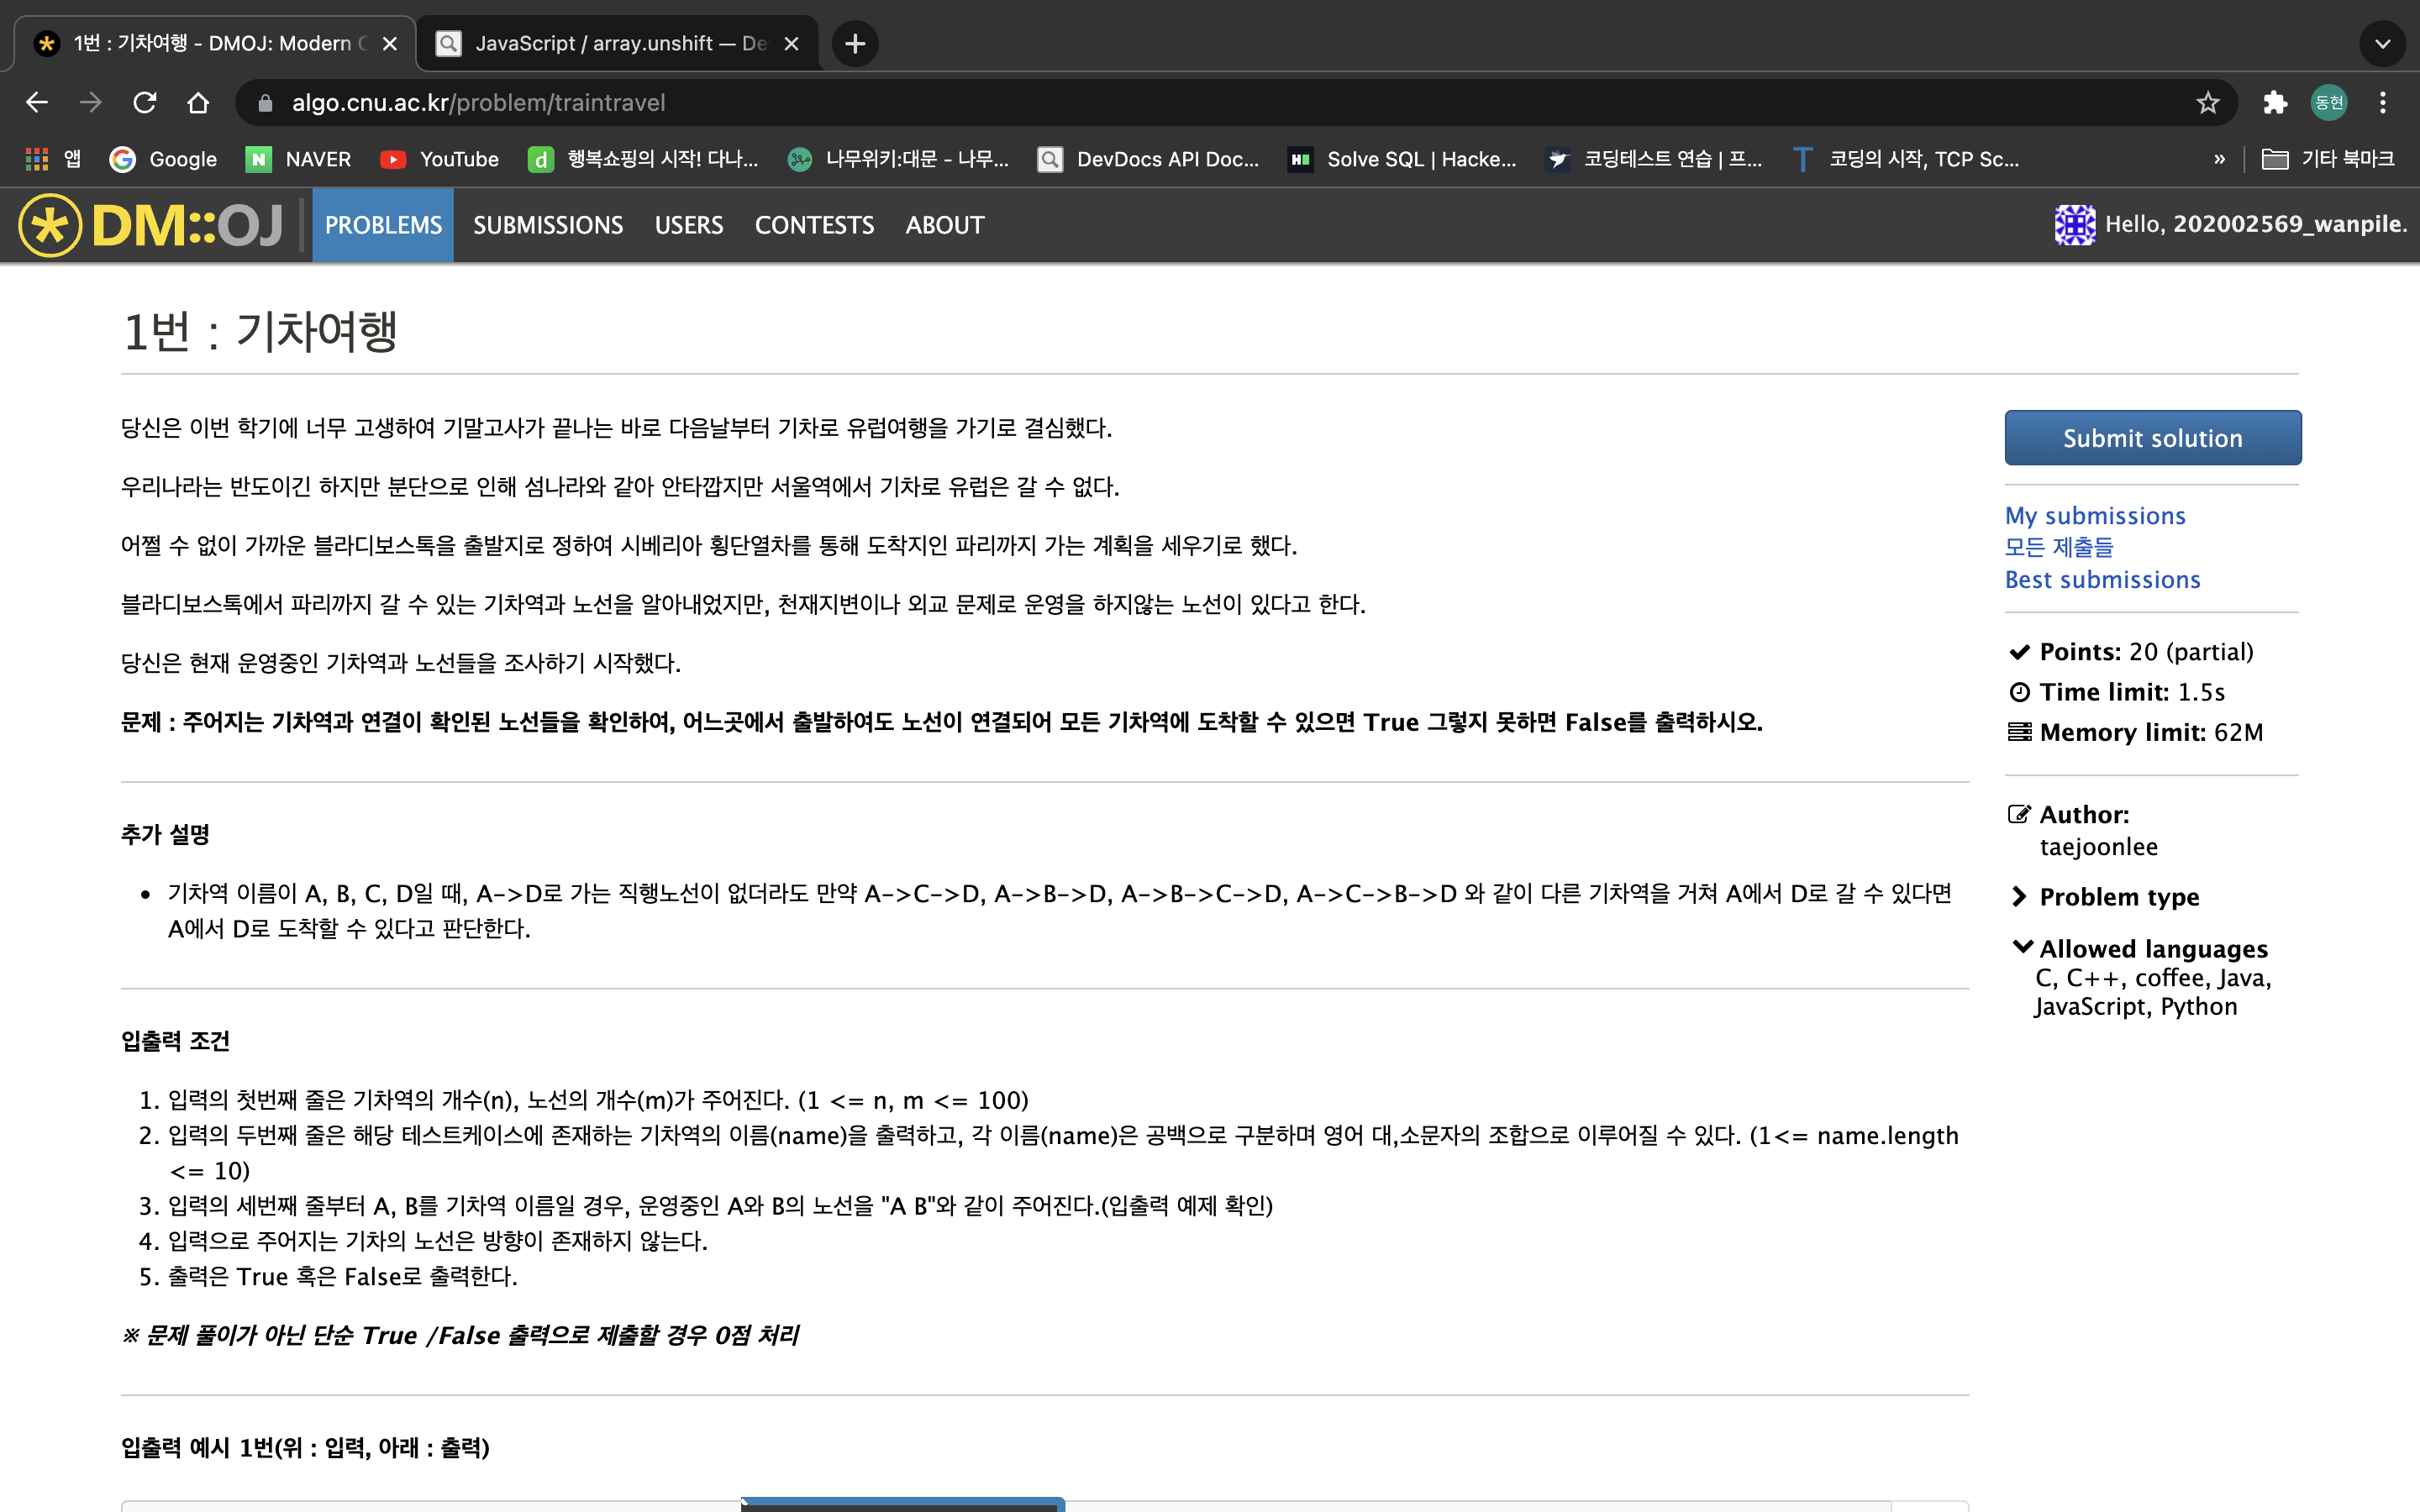 1번 : 기차여행 - DMOJ: Modern
JavaScript / array.unshift — De
algo.cnu.ac.kr/problem/traintravel
동현
앱 Google NAVER YouTube 행복쇼핑의 시작! 다나... 나무위키:대문 - 나무... DevDocs API Doc... Solve SQL | Hacke... 코딩테스트 연습 | 프... 코딩의 시작, TCP Sc... » 기타 북마크
DM::OJ PROBLEMS SUBMISSIONS USERS CONTESTS ABOUT Hello, 202002569_wanpile.
1번 : 기차여행
당신은 이번 학기에 너무 고생하여 기말고사가 끝나는 바로 다음날부터 기차로 유럽여행을 가기로 결심했다.
우리나라는 반도이긴 하지만 분단으로 인해 섬나라와 같아 안타깝지만 서울역에서 기차로 유럽은 갈 수 없다.
어쩔 수 없이 가까운 블라디보스톡을 출발지로 정하여 시베리아 횡단열차를 통해 도착지인 파리까지 가는 계획을 세우기로 했다.
블라디보스톡에서 파리까지 갈 수 있는 기차역과 노선을 알아내었지만, 천재지변이나 외교 문제로 운영을 하지않는 노선이 있다고 한다.
당신은 현재 운영중인 기차역과 노선들을 조사하기 시작했다.
문제 : 주어지는 기차역과 연결이 확인된 노선들을 확인하여, 어느곳에서 출발하여도 노선이 연결되어 모든 기차역에 도착할 수 있으면 True 그렇지 못하면 False를 출력하시오.
추가 설명
• 기차역 이름이 A, B, C, D일 때, A->D로 가는 직행노선이 없더라도 만약 A->C->D, A->B->D, A->B->C->D, A->C->B->D 와 같이 다른 기차역을 거쳐 A에서 D로 갈 수 있다면
A에서 D로 도착할 수 있다고 판단한다.
입출력 조건
1. 입력의 첫번째 줄은 기차역의 개수(n), 노선의 개수(m)가 주어진다. (1 <= n, m <= 100)
2. 입력의 두번째 줄은 해당 테스트케이스에 존재하는 기차역의 이름(name)을 출력하고, 각 이름(name)은 공백으로 구분하며 영어 대,소문자의 조합으로 이루어질 수 있다. (1<= name.length
<= 10)
3. 입력의 세번째 줄부터 A, B를 기차역 이름일 경우, 운영중인 A와 B의 노선을 "A B"와 같이 주어진다.(입출력 예제 확인)
4. 입력으로 주어지는 기차의 노선은 방향이 존재하지 않는다.
5. 출력은 True 혹은 False로 출력한다.
※ 문제 풀이가 아닌 단순 True /False 출력으로 제출할 경우 0점 처리
입출력 예시 1번(위 : 입력, 아래 : 출력)
Submit solution
My submissions
모든 제출들
Best submissions
Points: 20 (partial)
Time limit: 1.5s
Memory limit: 62M
Author:
taejoonlee
Problem type
Allowed languages
C, C++, coffee, Java,
JavaScript, Python